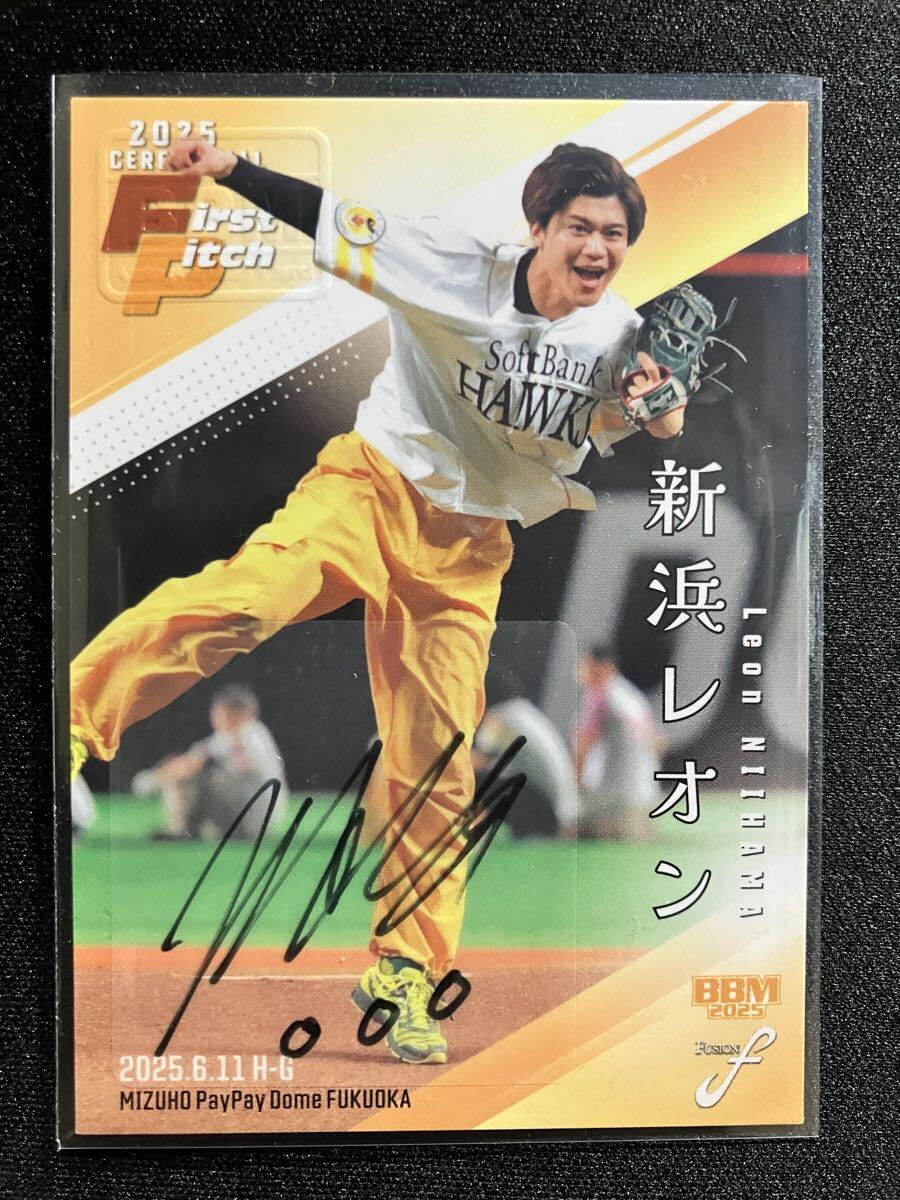 2025
CEREMONIAL
First
Pitch
SoftBank
HAWKS
新浜レオン
Leon NIIHAMA
BBM
2025
FUSION
f
2025.6.11 H-G
MIZUHO PayPay Dome FUKUOKA